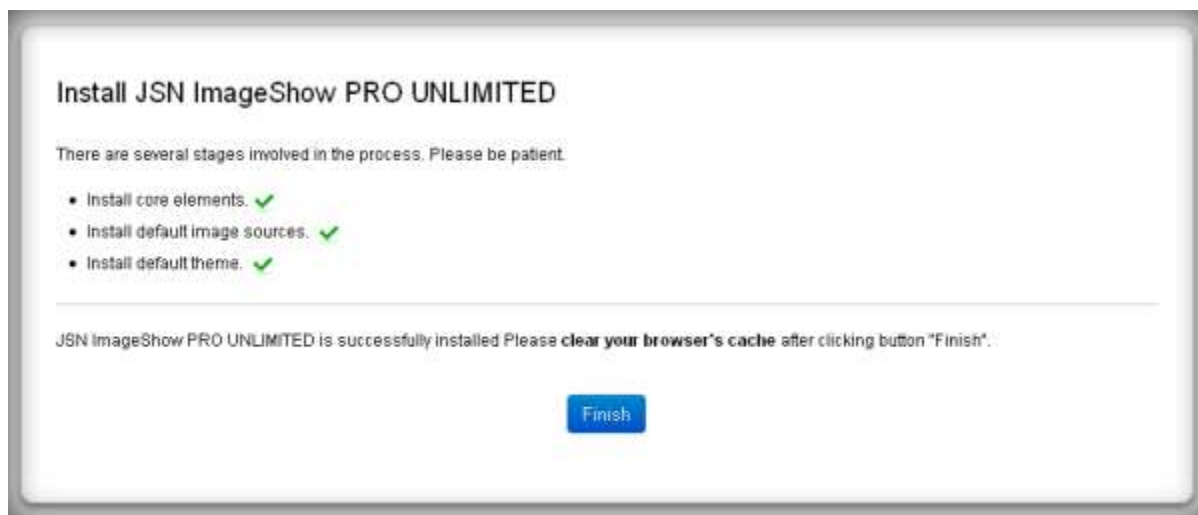 Install JSN ImageShow PRO UNLIMITED
There are several stages involved in the process. Please be patient.
Install core elements.
Install default image sources.
Install default theme.
JSN ImageShow PRO UNLIMITED is successfully installed Please clear your browser's cache after clicking button "Finish".
Finish